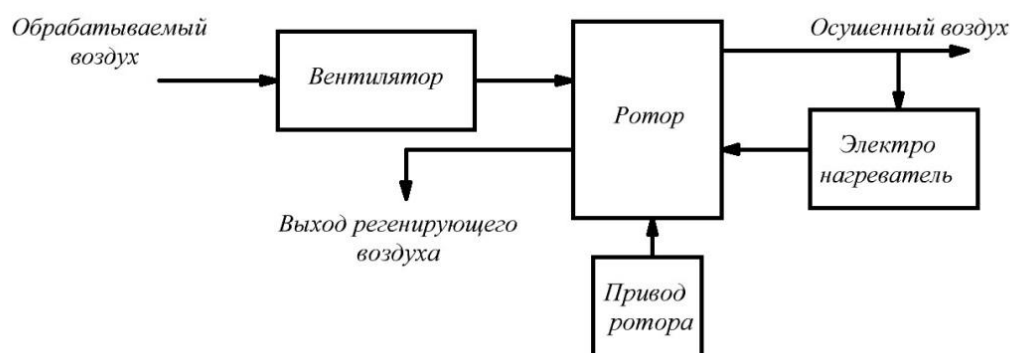 Обрабатываемый
воздух
Вентилятор
Ротор
Осушенный воздух
Электро
нагреватель
Выход регенирующего
воздуха
Привод
ротора